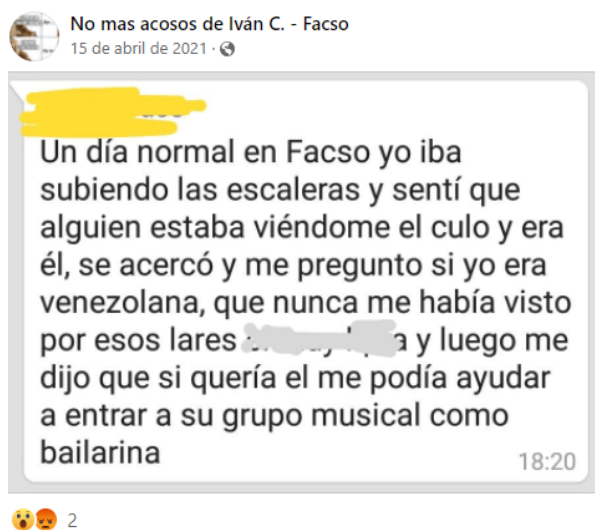 No mas acosos de Iván C. - Facso
15 de abril de 2021 ·
Un día normal en Facso yo iba
subiendo las escaleras y sentí que
alguien estaba viéndome el culo y era
él, se acercó y me pregunto si yo era
venezolana, que nunca me había visto
por esos lares y luego me
dijo que si quería el me podía ayudar
a entrar a su grupo musical como
bailarina
18:20
2